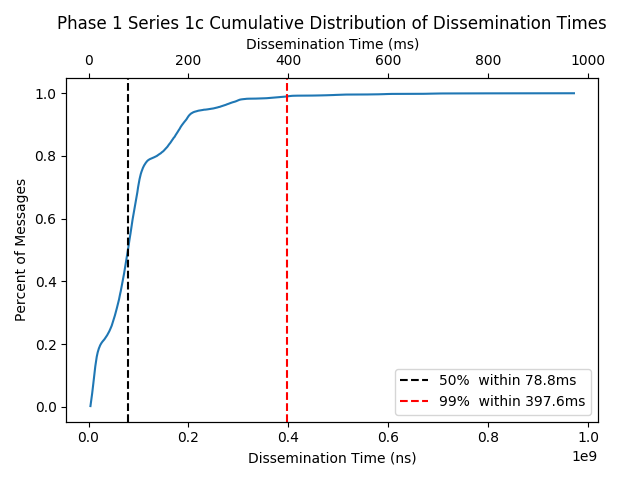 Phase 1 Series 1c Cumulative Distribution of Dissemination Times
Dissemination Time (ms)
0 200 400 600 800 1000
1.0
0.8
0.6
0.4
0.2
0.0
Percent of Messages
50% within 78.8ms
99% within 397.6ms
0.0 0.2 0.4 0.6 0.8 1.0
1e9
Dissemination Time (ns)